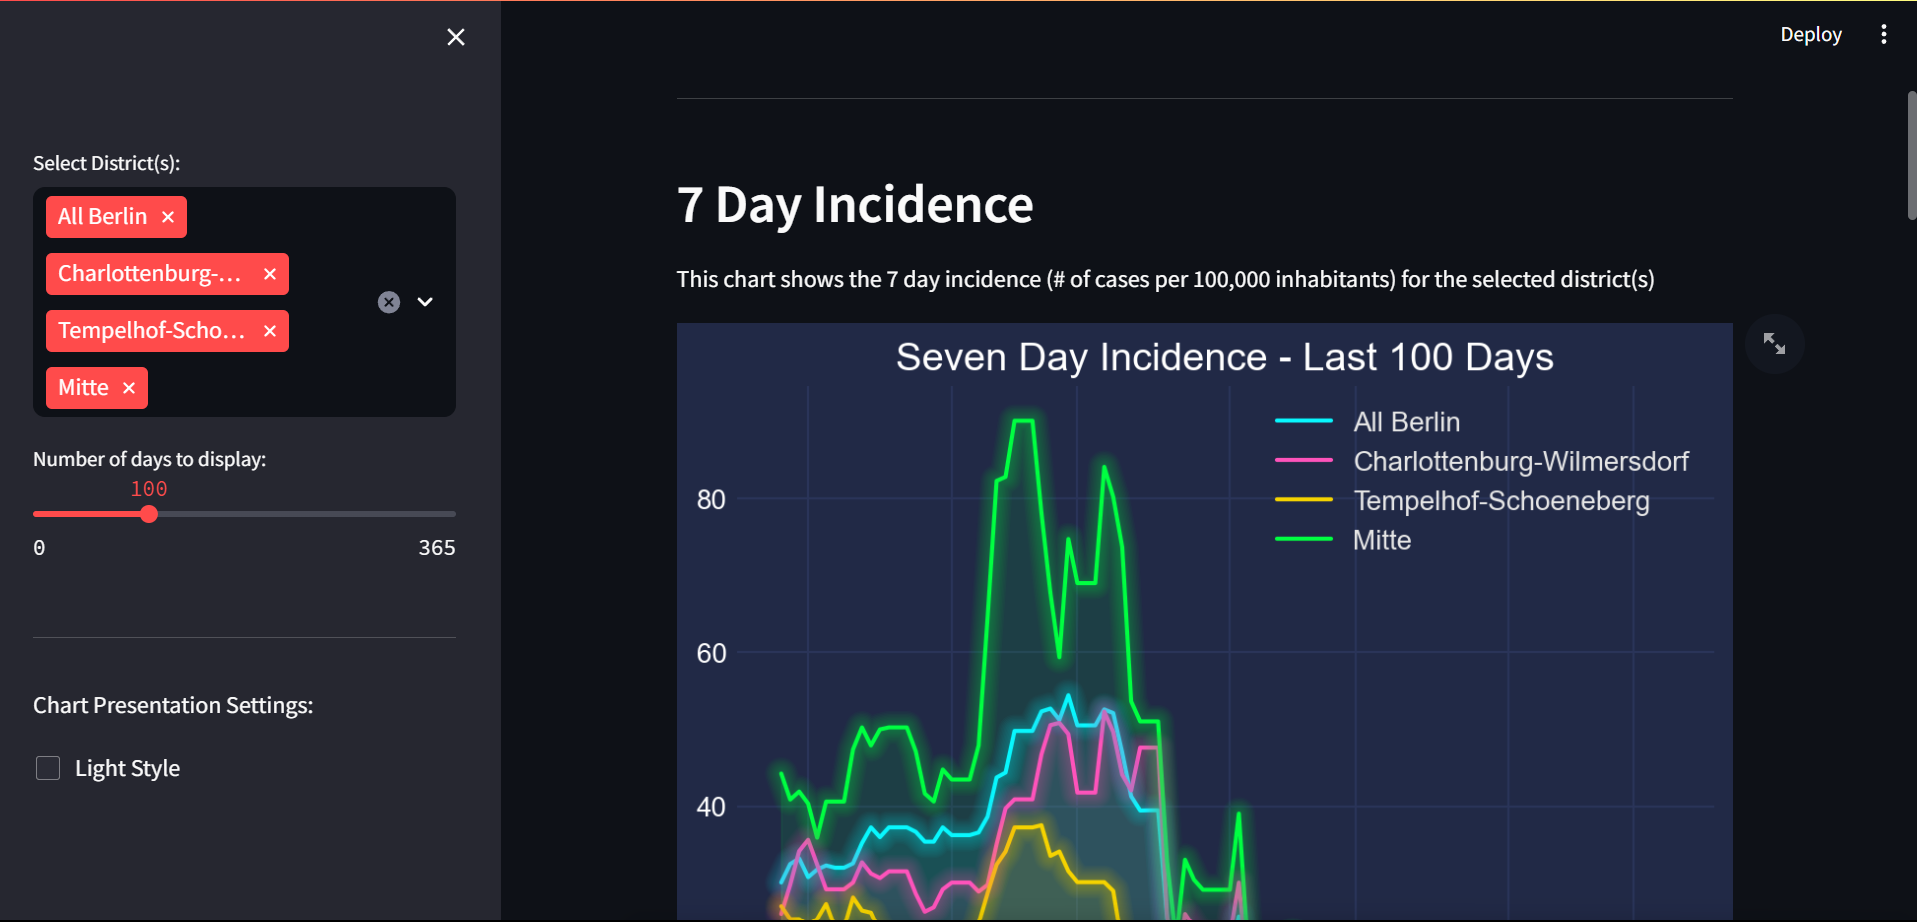 Deploy
Select District(s):
All Berlin
Charlottenburg-...
Tempelhof-Scho...
Mitte
Number of days to display:
100
0 365
Chart Presentation Settings:
Light Style
7 Day Incidence
This chart shows the 7 day incidence (# of cases per 100,000 inhabitants) for the selected district(s)
Seven Day Incidence - Last 100 Days
All Berlin
Charlottenburg-Wilmersdorf
Tempelhof-Schoeneberg
Mitte
80
60
40